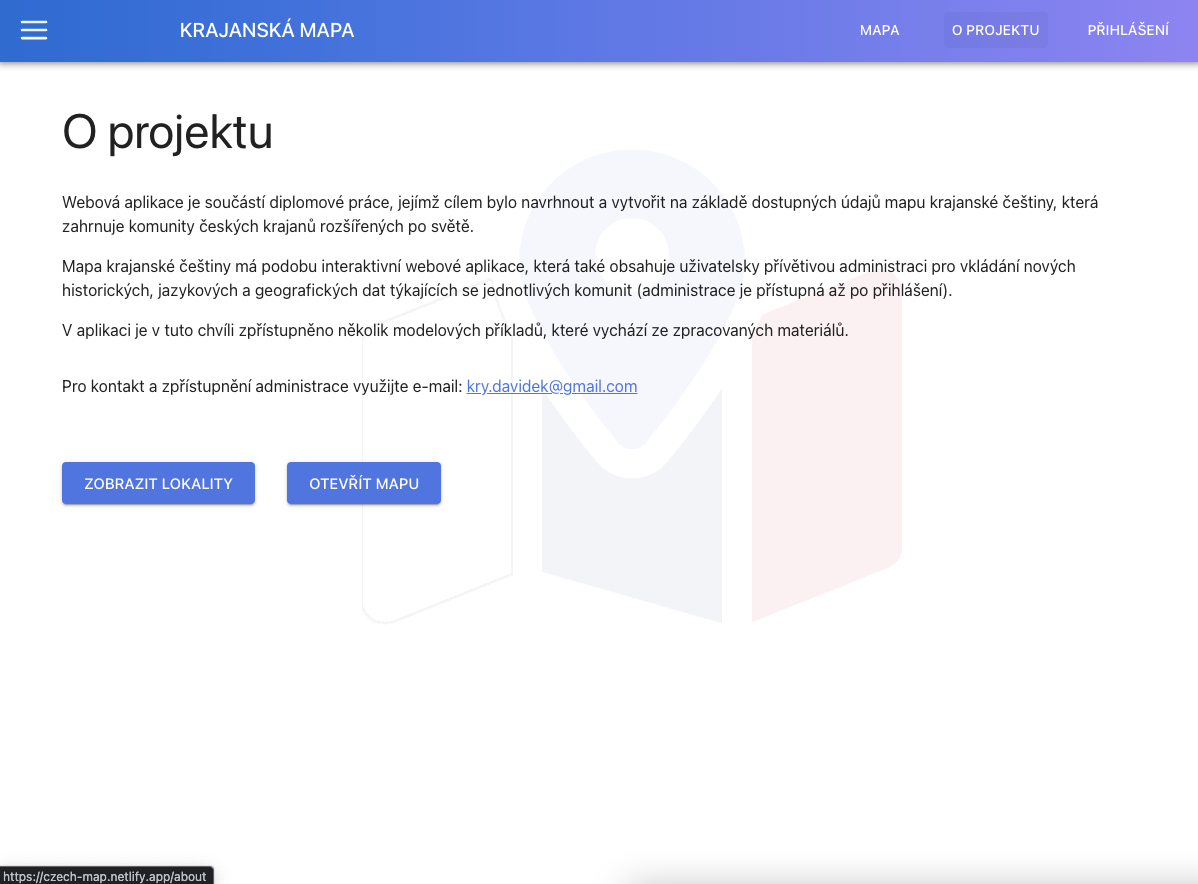 KRAJANSKÁ MAPA
MAPA
O PROJEKTU
PŘIHLÁŠENÍ
O projektu
Webová aplikace je součástí diplomové práce, jejímž cílem bylo navrhnout a vytvořit na základě dostupných údajů mapu krajanské češtiny, která
zahrnuje komunity českých krajanů rozšířených po světě.
Mapa krajanské češtiny má podobu interaktivní webové aplikace, která také obsahuje uživatelsky přívětivou administraci pro vkládání nových
historických, jazykových a geografických dat týkajících se jednotlivých komunit (administrace je přístupná až po přihlášení).
V aplikaci je v tuto chvíli zpřístupněno několik modelových příkladů, které vychází ze zpracovaných materiálů.
Pro kontakt a zpřístupnění administrace využijte e-mail: kry.davidek@gmail.com
ZOBRAZIT LOKALITY
OTEVŘÍT MAPU
https://czech-map.netlify.app/about